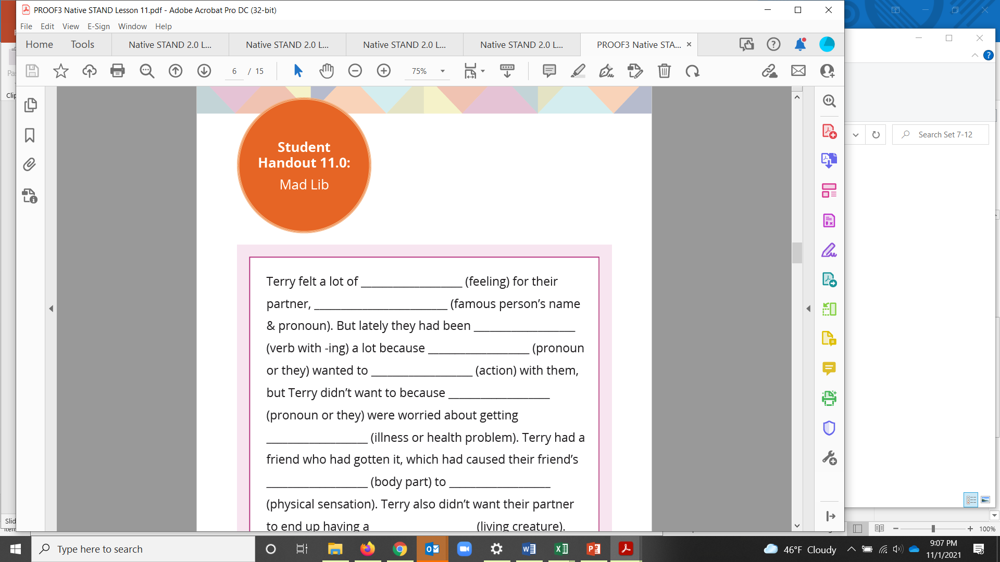 PROOF3 Native STAND Lesson 11.pdf - Adobe Acrobat Pro DC (32-bit)
File Edit View E-Sign Window Help
Home Tools Native STAND 2.0 L... Native STAND 2.0 L... Native STAND 2.0 L... Native STAND 2.0 L... PROOF3 Native STA... ×
6 / 15 75%
Search Set 7-12
Student
Handout 11.0:
Mad Lib
Terry felt a lot of ________________ (feeling) for their
partner, _____________________ (famous person’s name
& pronoun). But lately they had been ________________
(verb with -ing) a lot because ________________ (pronoun
or they) wanted to ________________ (action) with them,
but Terry didn’t want to because ________________
(pronoun or they) were worried about getting
________________ (illness or health problem). Terry had a
friend who had gotten it, which had caused their friend’s
________________ (body part) to ________________
(physical sensation). Terry also didn’t want their partner
to end up having a (living creature).
100%
Type here to search
46°F Cloudy
9:07 PM
11/1/2021